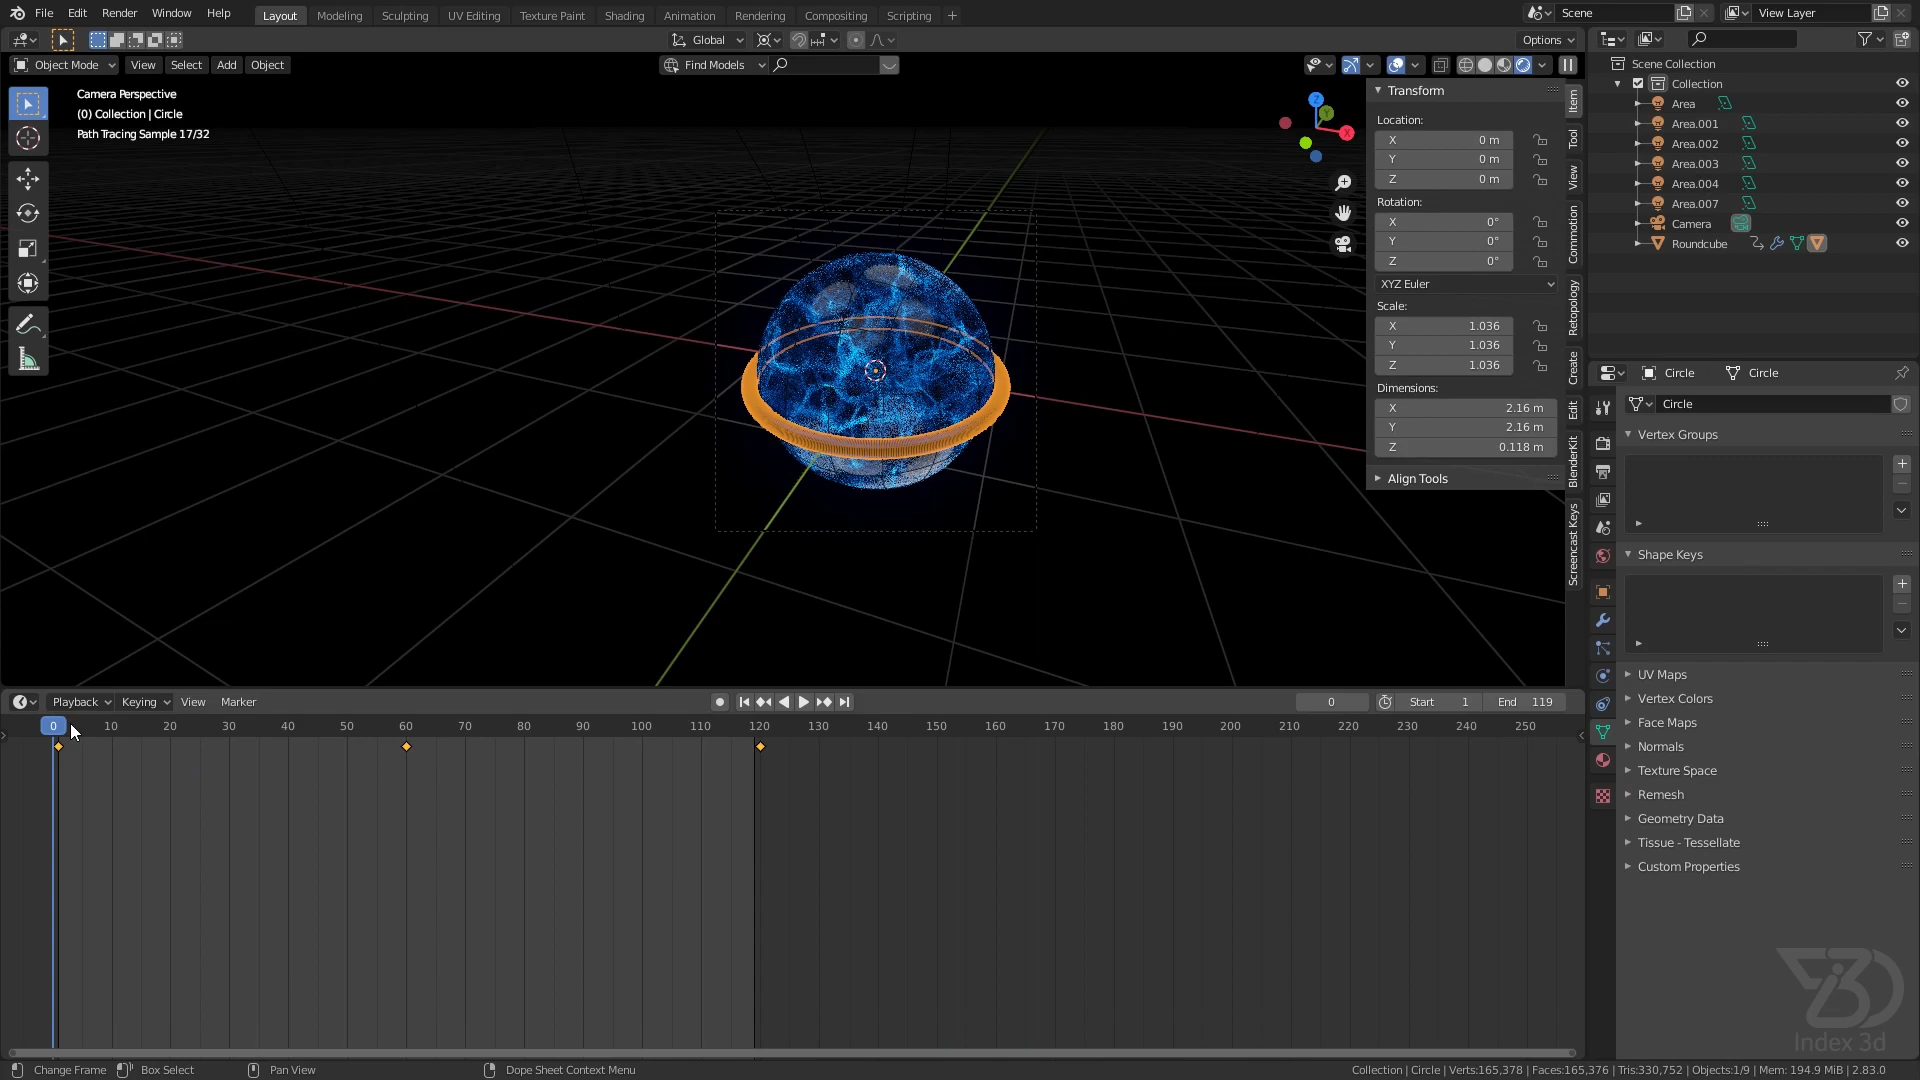 File Edit Render Window Help Layout Modeling Sculpting UV Editing Texture Paint Shading Animation Rendering Compositing Scripting + Scene View Layer
Global Options
Object Mode View Select Add Object Find Models
Camera Perspective
(0) Collection | Circle
Path Tracing Sample 17/32
Z
Y
X
Transform
Location:
X 0 m
Y 0 m
Z 0 m
Rotation:
X 0°
Y 0°
Z 0°
XYZ Euler
Scale:
X 1.036
Y 1.036
Z 1.036
Dimensions:
X 2.16 m
Y 2.16 m
Z 0.118 m
Align Tools
Item
Tool
View
Commotion
Retopology
Create
Edit
BlenderKit
Screencast Keys
Scene Collection
Collection
Area
Area.001
Area.002
Area.003
Area.004
Area.007
Camera
Roundcube
Circle Circle
Circle
Vertex Groups
Shape Keys
UV Maps
Vertex Colors
Face Maps
Normals
Texture Space
Remesh
Geometry Data
Tissue - Tessellate
Custom Properties
Playback Keying View Marker 0 Start 1 End 119
0 10 20 30 40 50 60 70 80 90 100 110 120 130 140 150 160 170 180 190 200 210 220 230 240 250
Index 3d
Change Frame Box Select Pan View Dope Sheet Context Menu Collection | Circle | Verts:165,378 | Faces:165,376 | Tris:330,752 | Objects:1/9 | Mem: 194.9 MiB | 2.83.0